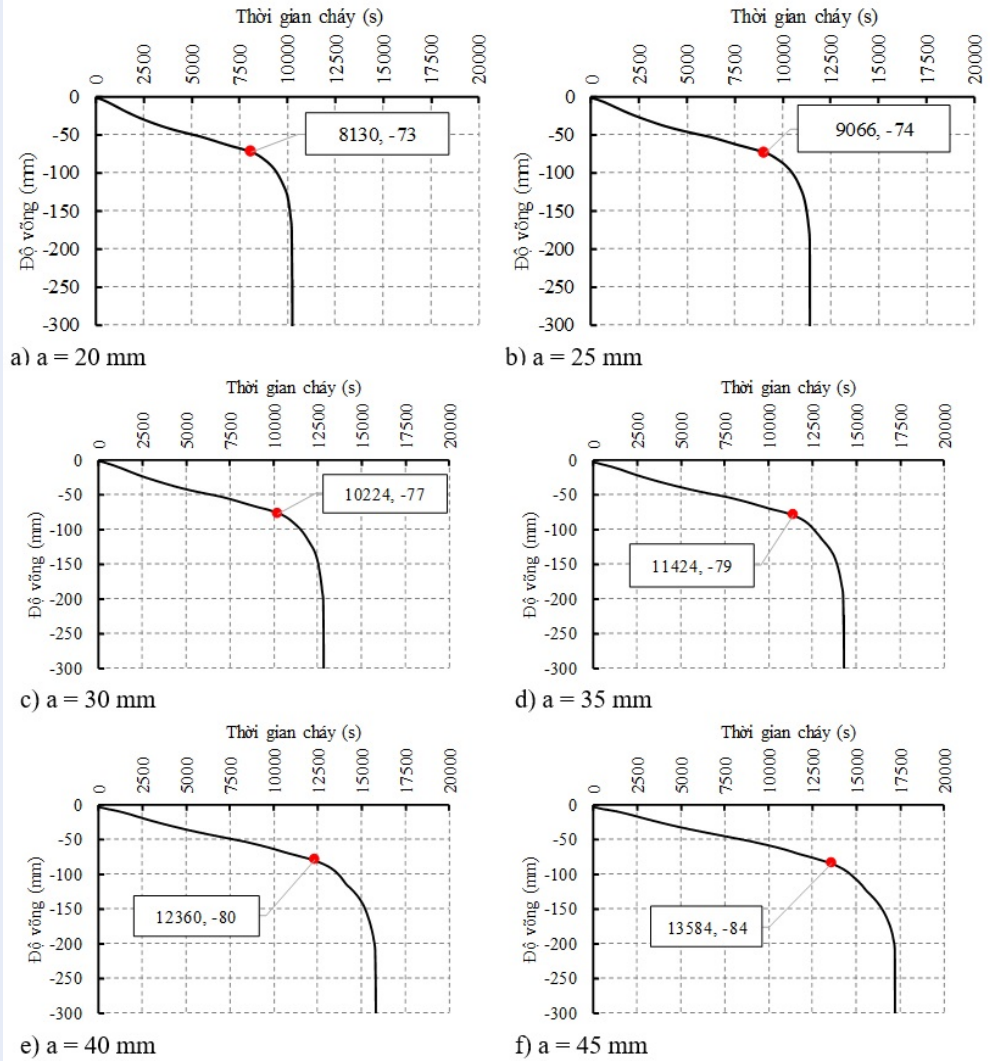 Thời gian cháy (s)
0 2500 5000 7500 10000 12500 15000 17500 20000
0
-50
-100
-150
-200
-250
-300
Độ võng (mm)
8130, -73
a) a = 20 mm
Thời gian cháy (s)
0 2500 5000 7500 10000 12500 15000 17500 20000
0
-50
-100
-150
-200
-250
-300
Độ võng (mm)
9066, -74
b) a = 25 mm
Thời gian cháy (s)
0 2500 5000 7500 10000 12500 15000 17500 20000
0
-50
-100
-150
-200
-250
-300
Độ võng (mm)
10224, -77
c) a = 30 mm
Thời gian cháy (s)
0 2500 5000 7500 10000 12500 15000 17500 20000
0
-50
-100
-150
-200
-250
-300
Độ võng (mm)
11424, -79
d) a = 35 mm
Thời gian cháy (s)
0 2500 5000 7500 10000 12500 15000 17500 20000
0
-50
-100
-150
-200
-250
-300
Độ võng (mm)
12360, -80
e) a = 40 mm
Thời gian cháy (s)
0 2500 5000 7500 10000 12500 15000 17500 20000
0
-50
-100
-150
-200
-250
-300
Độ võng (mm)
13584, -84
f) a = 45 mm